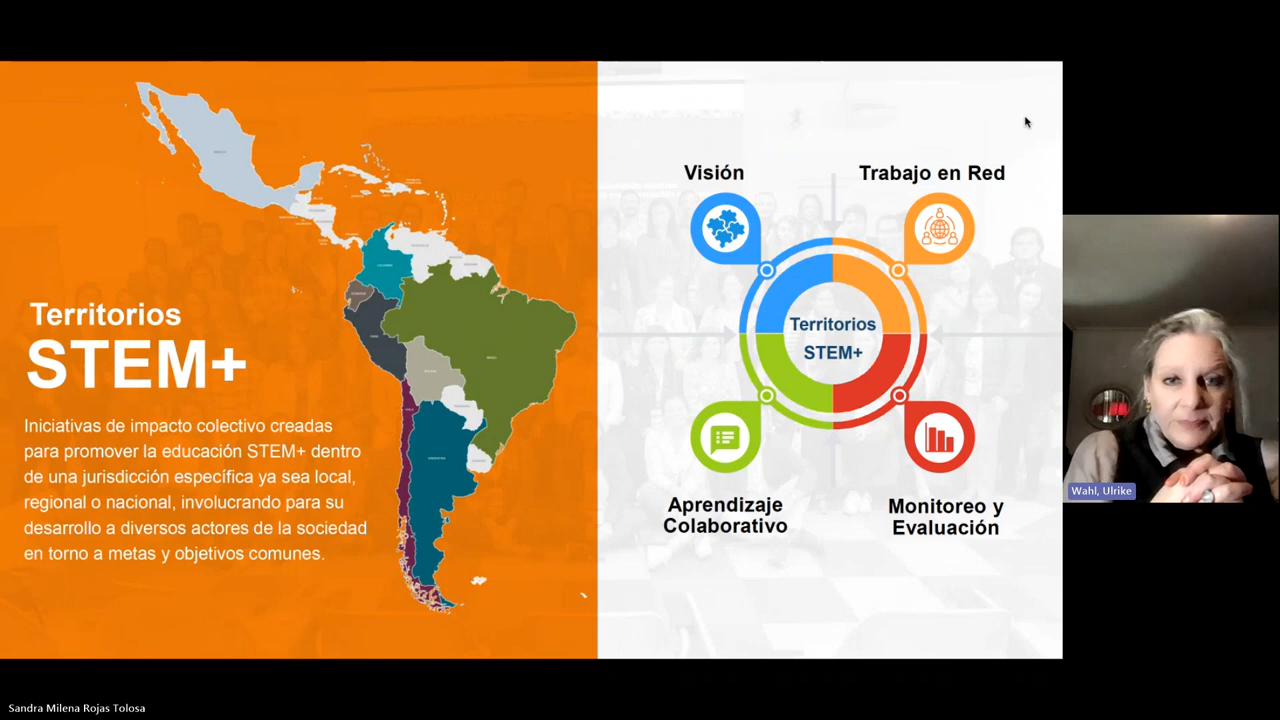 Territorios
STEM+
Iniciativas de impacto colectivo creadas
para promover la educación STEM+ dentro
de una jurisdicción específica ya sea local,
regional o nacional, involucrando para su
desarrollo a diversos actores de la sociedad
en torno a metas y objetivos comunes.
Visión
Trabajo en Red
Territorios
STEM+
Aprendizaje
Colaborativo
Monitoreo y
Evaluación
Wahl, Ulrike
Sandra Milena Rojas Tolosa